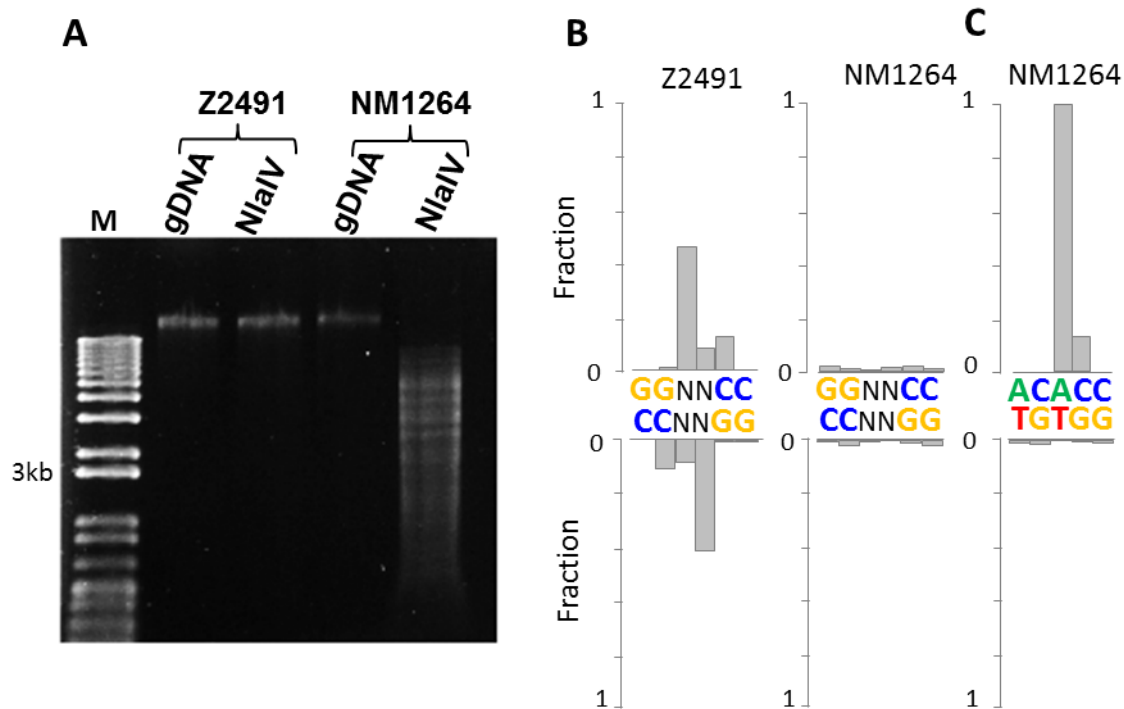 A
Z2491
NM1264
M
gDNA
NlaIV
gDNA
NlaIV
3kb
B
Z2491
1
Fraction
0
GGNNCC
CCNNGG
0
Fraction
1
NM1264
1
0
GGNNCC
CCNNGG
0
1
C
NM1264
1
0
ACACC
TGTGG
0
1